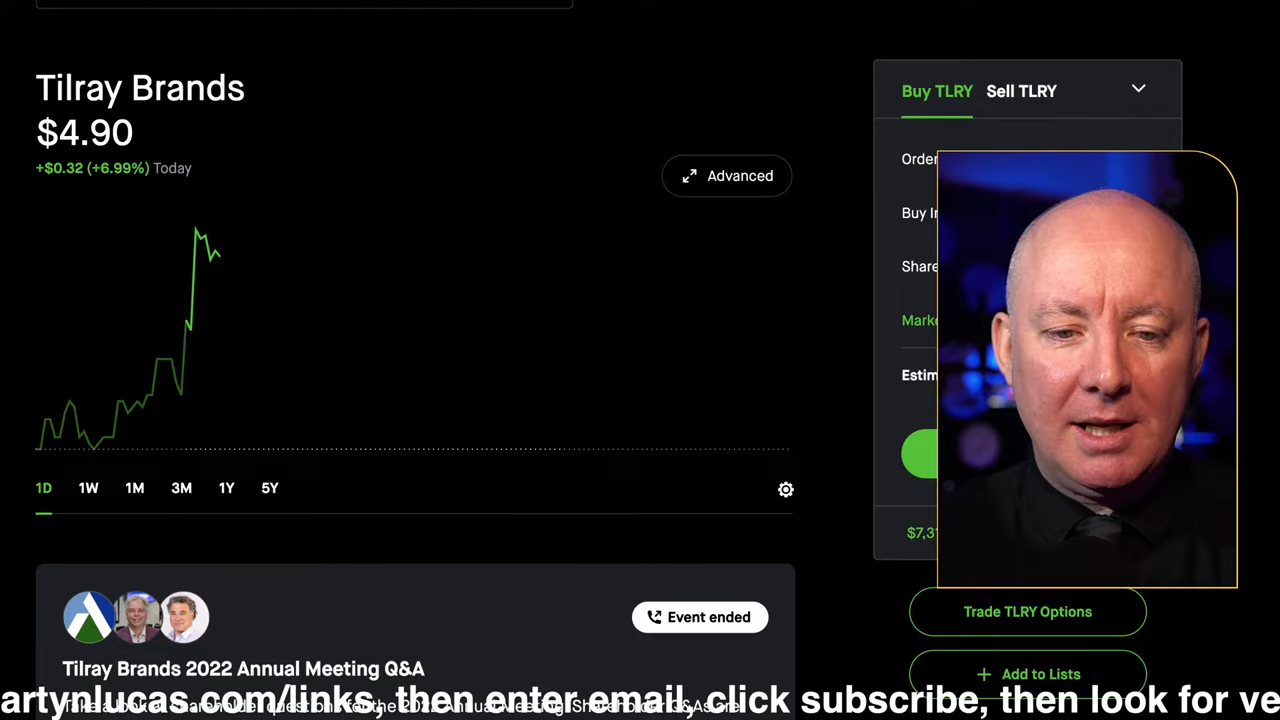 Tilray Brands
$4.90
+$0.32 (+6.99%) Today
Advanced
1D 1W 1M 3M 1Y 5Y
Buy TLRY Sell TLRY
Order
Buy I
Share
Marke
Estim
$7,3
Trade TLRY Options
+ Add to Lists
Event ended
Tilray Brands 2022 Annual Meeting Q&A
artynlucas.com/links, then enter email, click subscribe, then look for ve